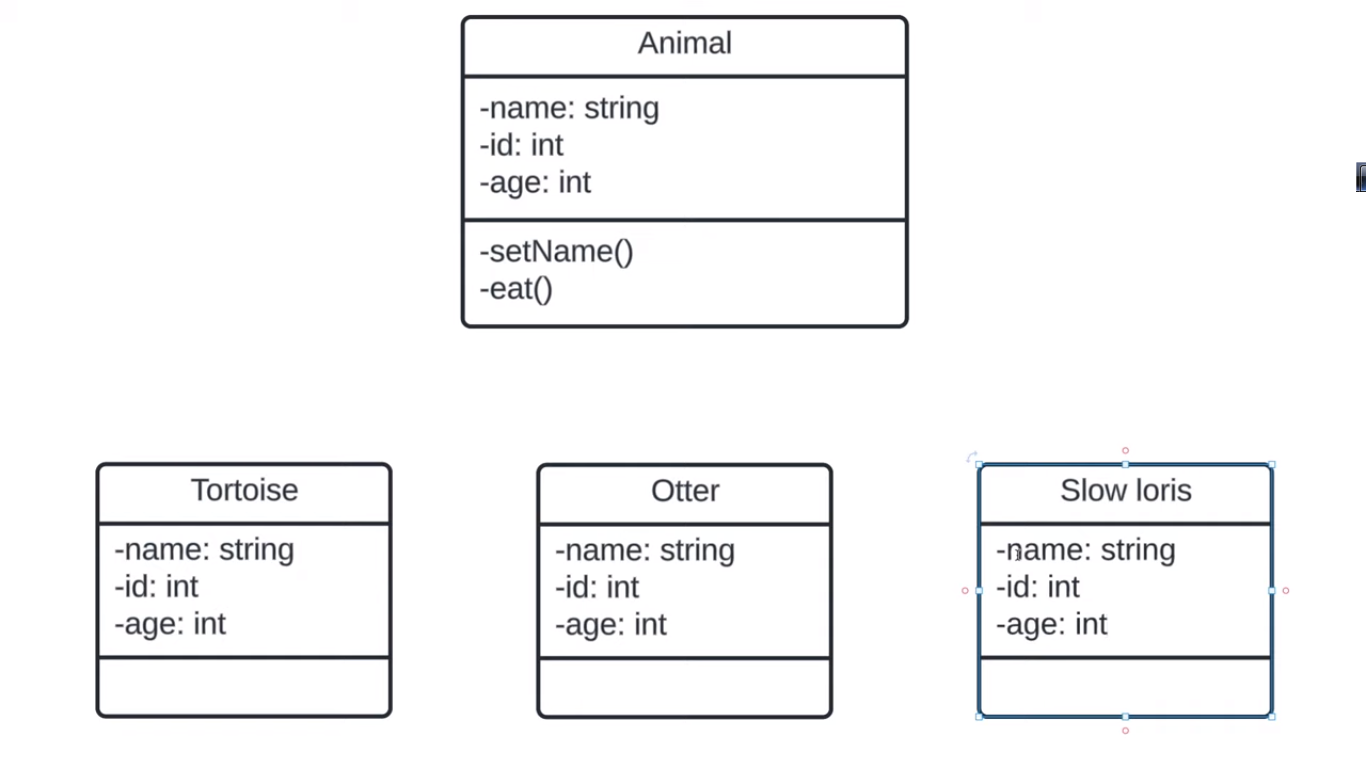 Animal
-name: string
-id: int
-age: int
-setName()
-eat()
Tortoise
-name: string
-id: int
-age: int
Otter
-name: string
-id: int
-age: int
Slow loris
-name: string
-id: int
-age: int